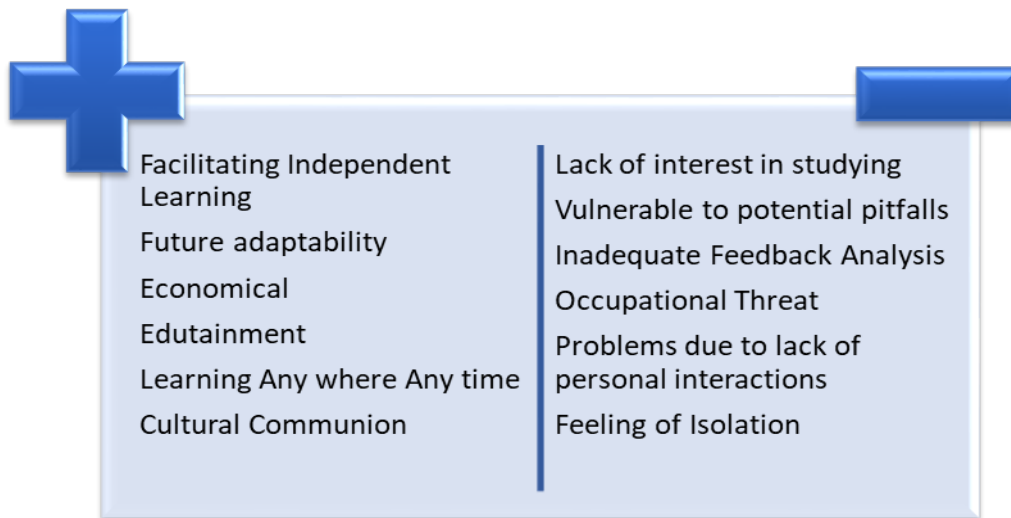 Facilitating Independent
Learning
Future adaptability
Economical
Edutainment
Learning Any where Any time
Cultural Communion
Lack of interest in studying
Vulnerable to potential pitfalls
Inadequate Feedback Analysis
Occupational Threat
Problems due to lack of
personal interactions
Feeling of Isolation